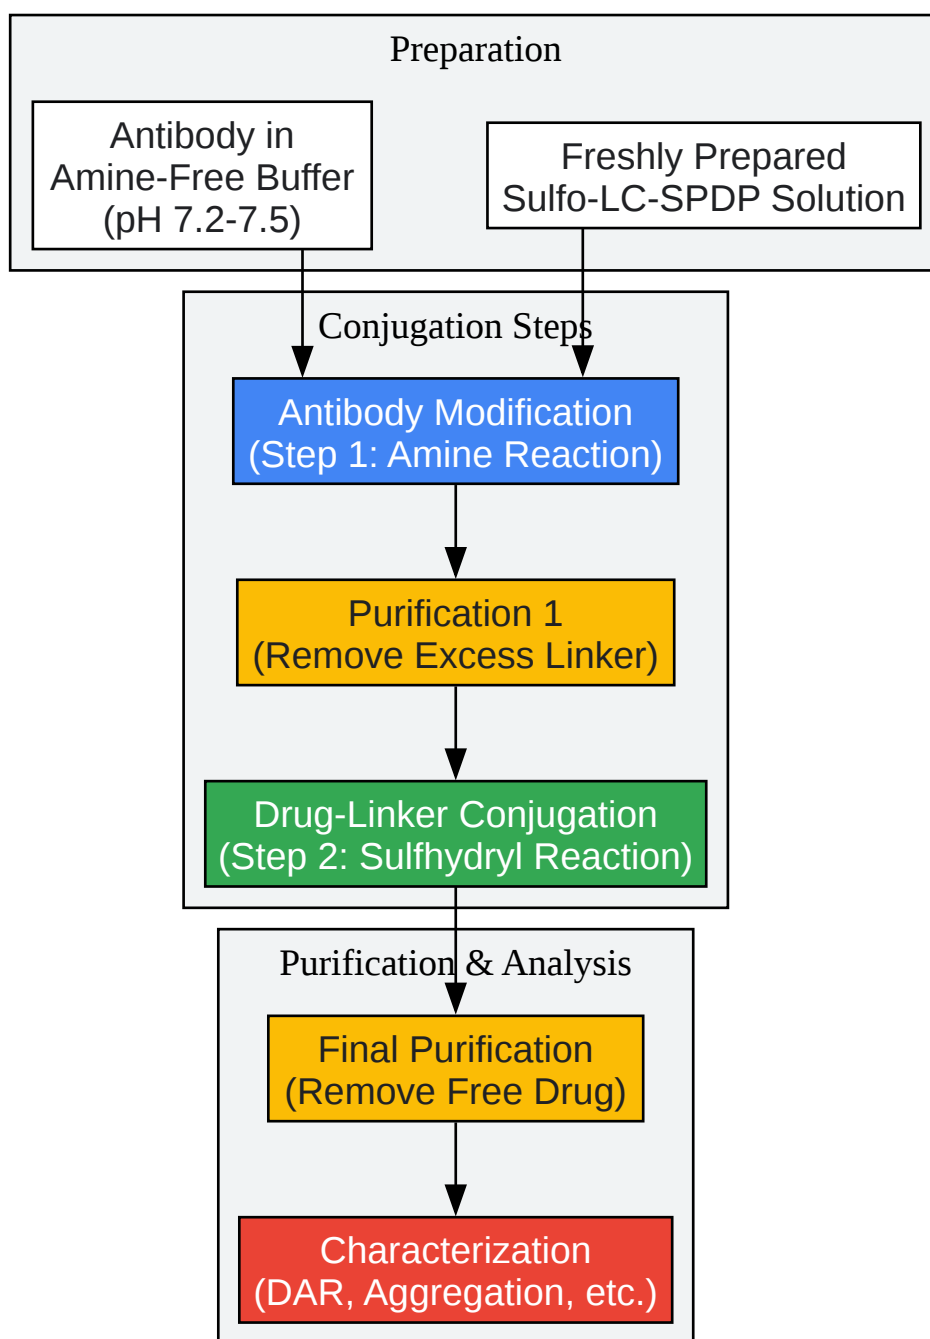 Preparation
Antibody in
Amine-Free Buffer
(pH 7.2-7.5)
Freshly Prepared
Sulfo-LC-SPDP Solution
Conjugation Steps
Antibody Modification
(Step 1: Amine Reaction)
Purification 1
(Remove Excess Linker)
Drug-Linker Conjugation
(Step 2: Sulfhydryl Reaction)
Purification & Analysis
Final Purification
(Remove Free Drug)
Characterization
(DAR, Aggregation, etc.)